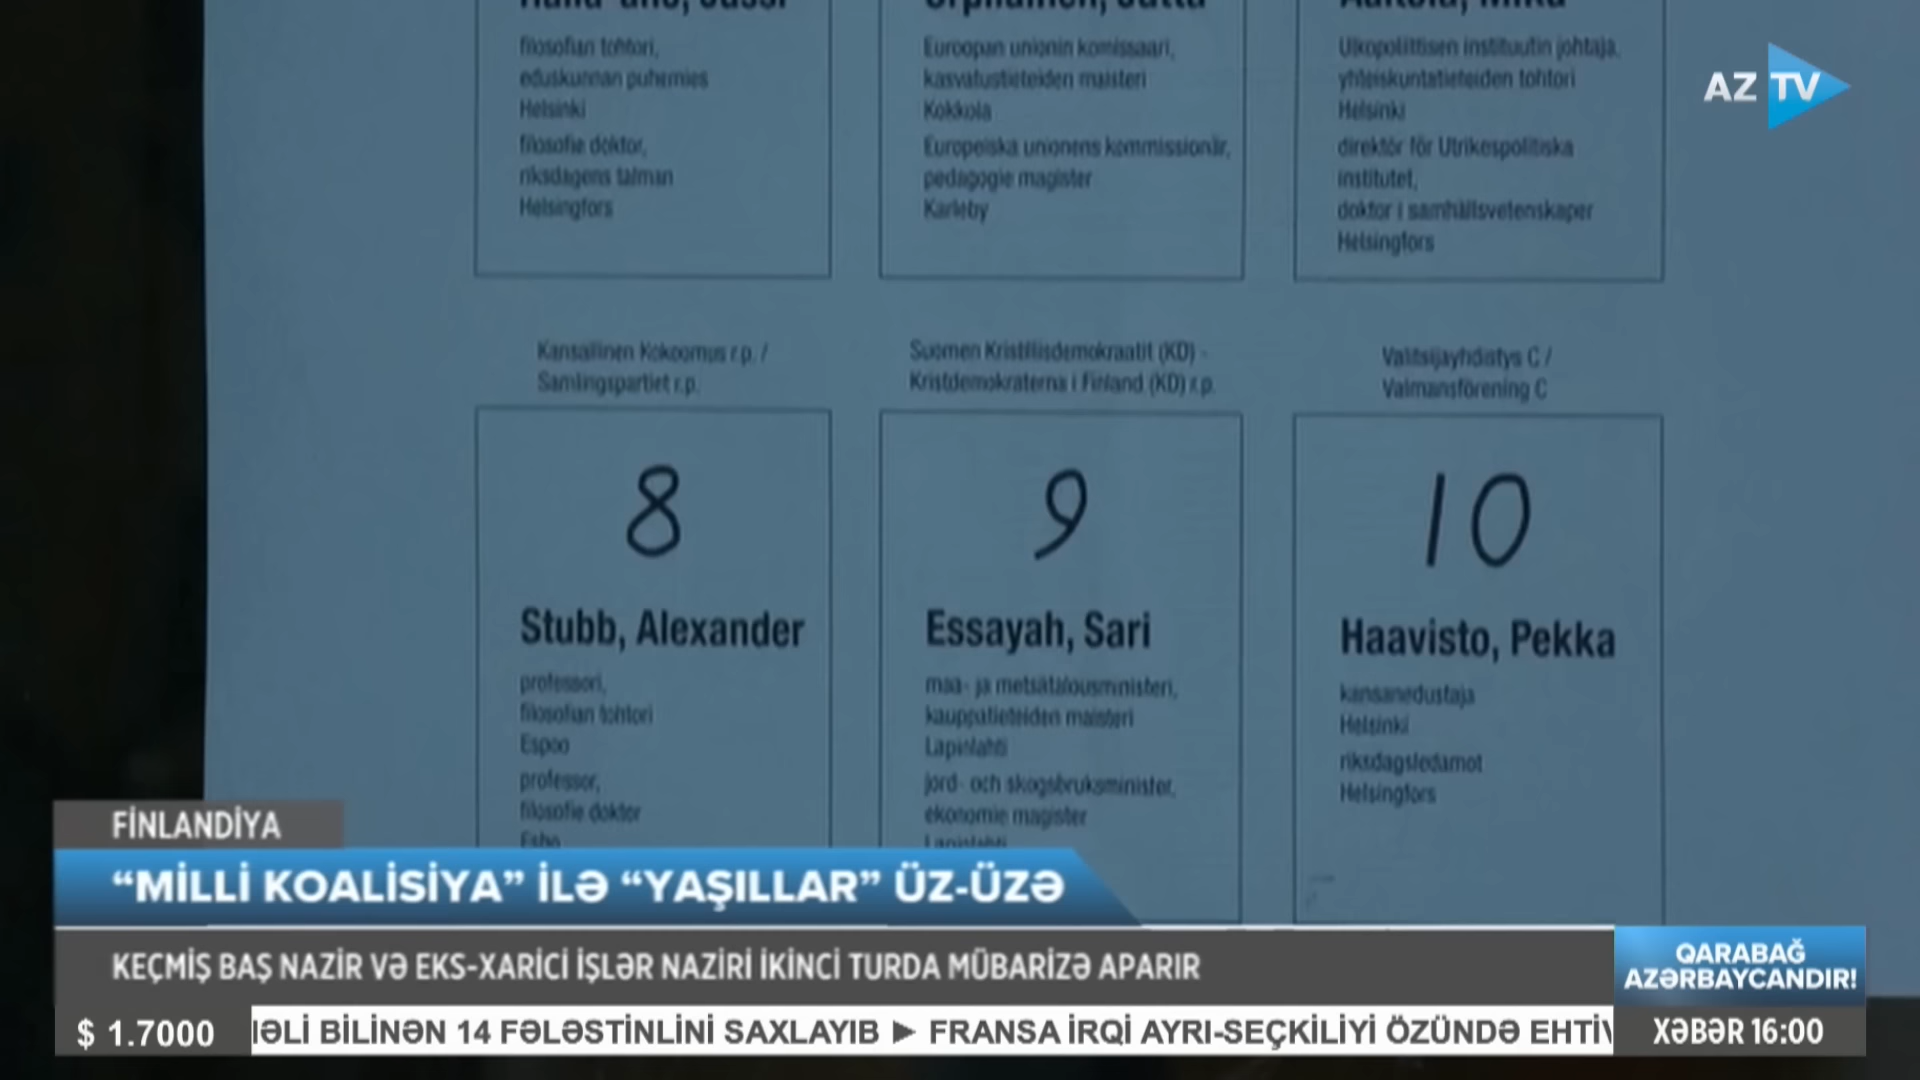 filosofian tohtori,
eduskunnan puhemies
Helsinki
filosofie doktor,
riksdagens talman
Helsingfors
Euroopan unionin komissaari,
kasvatustieteiden maisteri
Kokkola
Europeiska unionens kommissionär,
pedagogie magister
Karleby
Ulkopoliittisen instituutin johtaja,
yhteiskuntatieteiden tohtori
Helsinki
direktör för Utrikespolitiska
institutet,
doktor i samhällsvetenskaper
Helsingfors
AZTV
Kansallinen Kokoomus r.p. /
Samlingspartiet r.p.
Suomen Kristillisdemokraatit (KD) -
Kristdemokraterna i Finland (KD) r.p.
Valitsijayhdistys C /
Valmansförening C
8
Stubb, Alexander
professori,
filosofian tohtori
Espoo
professor,
filosofie doktor
Esbo
9
Essayah, Sari
maa- ja metsätalousministeri,
kauppatieteiden maisteri
Lapinlahti
jord- och skogsbruksminister,
ekonomie magister
Lapinlahti
10
Haavisto, Pekka
kansanedustaja
Helsinki
riksdagsledamot
Helsingfors
FİNLANDİYA
“MİLLİ KOALİSİYA” İLƏ “YAŞILLAR” ÜZ-ÜZƏ
KEÇMİŞ BAŞ NAZİR VƏ EKS-XARİCİ İŞLƏR NAZİRİ İKİNCİ TURDA MÜBARİZƏ APARIR
QARABAĞ
AZƏRBAYCANDIR!
$ 1.7000
BİLİNƏN 14 FƏLƏSTİNLİNİ SAXLAYIB ► FRANSA İRQİ AYRI-SEÇKİLİYİ ÖZÜNDƏ
XƏBƏR 16:00